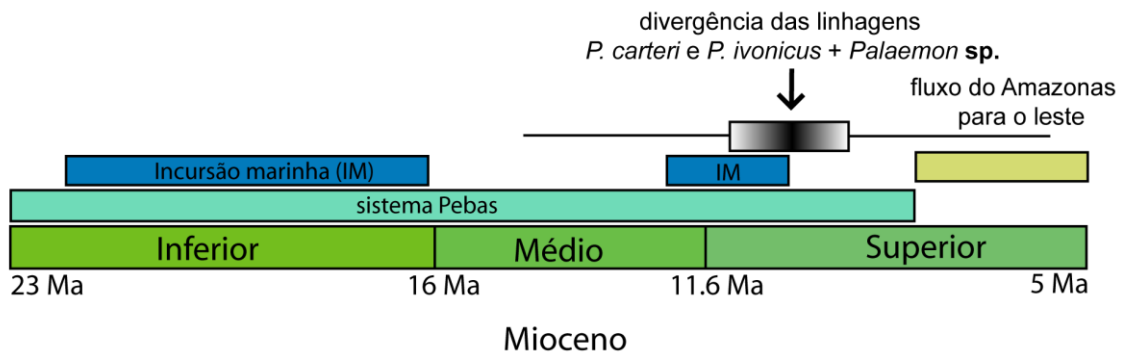 divergência das linhagens
P. carteri e P. ivonicus + Palaemon sp.
fluxo do Amazonas
para o leste
Incursão marinha (IM)
IM
sistema Pebas
Inferior
Médio
Superior
23 Ma
16 Ma
11.6 Ma
5 Ma
Mioceno